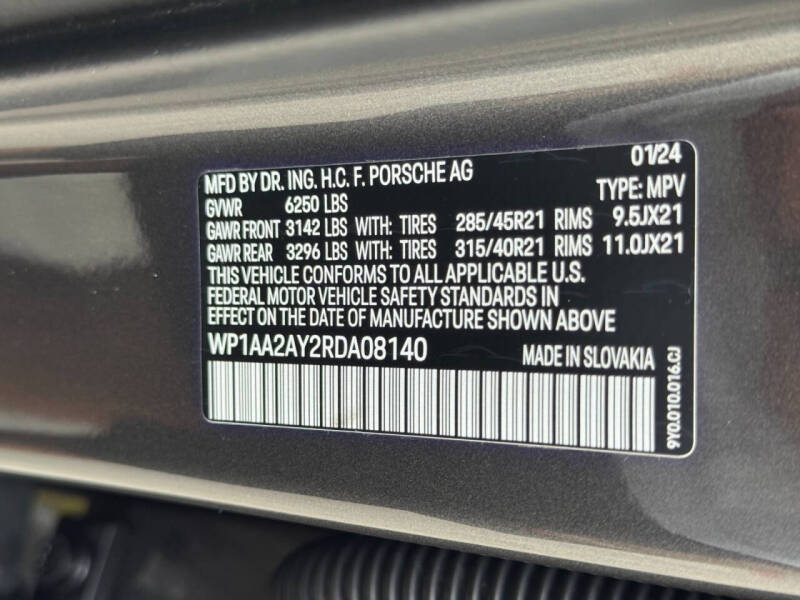 MFD BY DR. ING. H.C. F. PORSCHE AG 01/24
GVWR 6250 LBS TYPE: MPV
GAWR FRONT 3142 LBS WITH: TIRES 285/45R21 RIMS 9.5JX21
GAWR REAR 3296 LBS WITH: TIRES 315/40R21 RIMS 11.0JX21
THIS VEHICLE CONFORMS TO ALL APPLICABLE U.S.
FEDERAL MOTOR VEHICLE SAFETY STANDARDS IN
EFFECT ON THE DATE OF MANUFACTURE SHOWN ABOVE
WP1AA2AY2RDA08140 MADE IN SLOVAKIA
9Y0.010.016.CJ